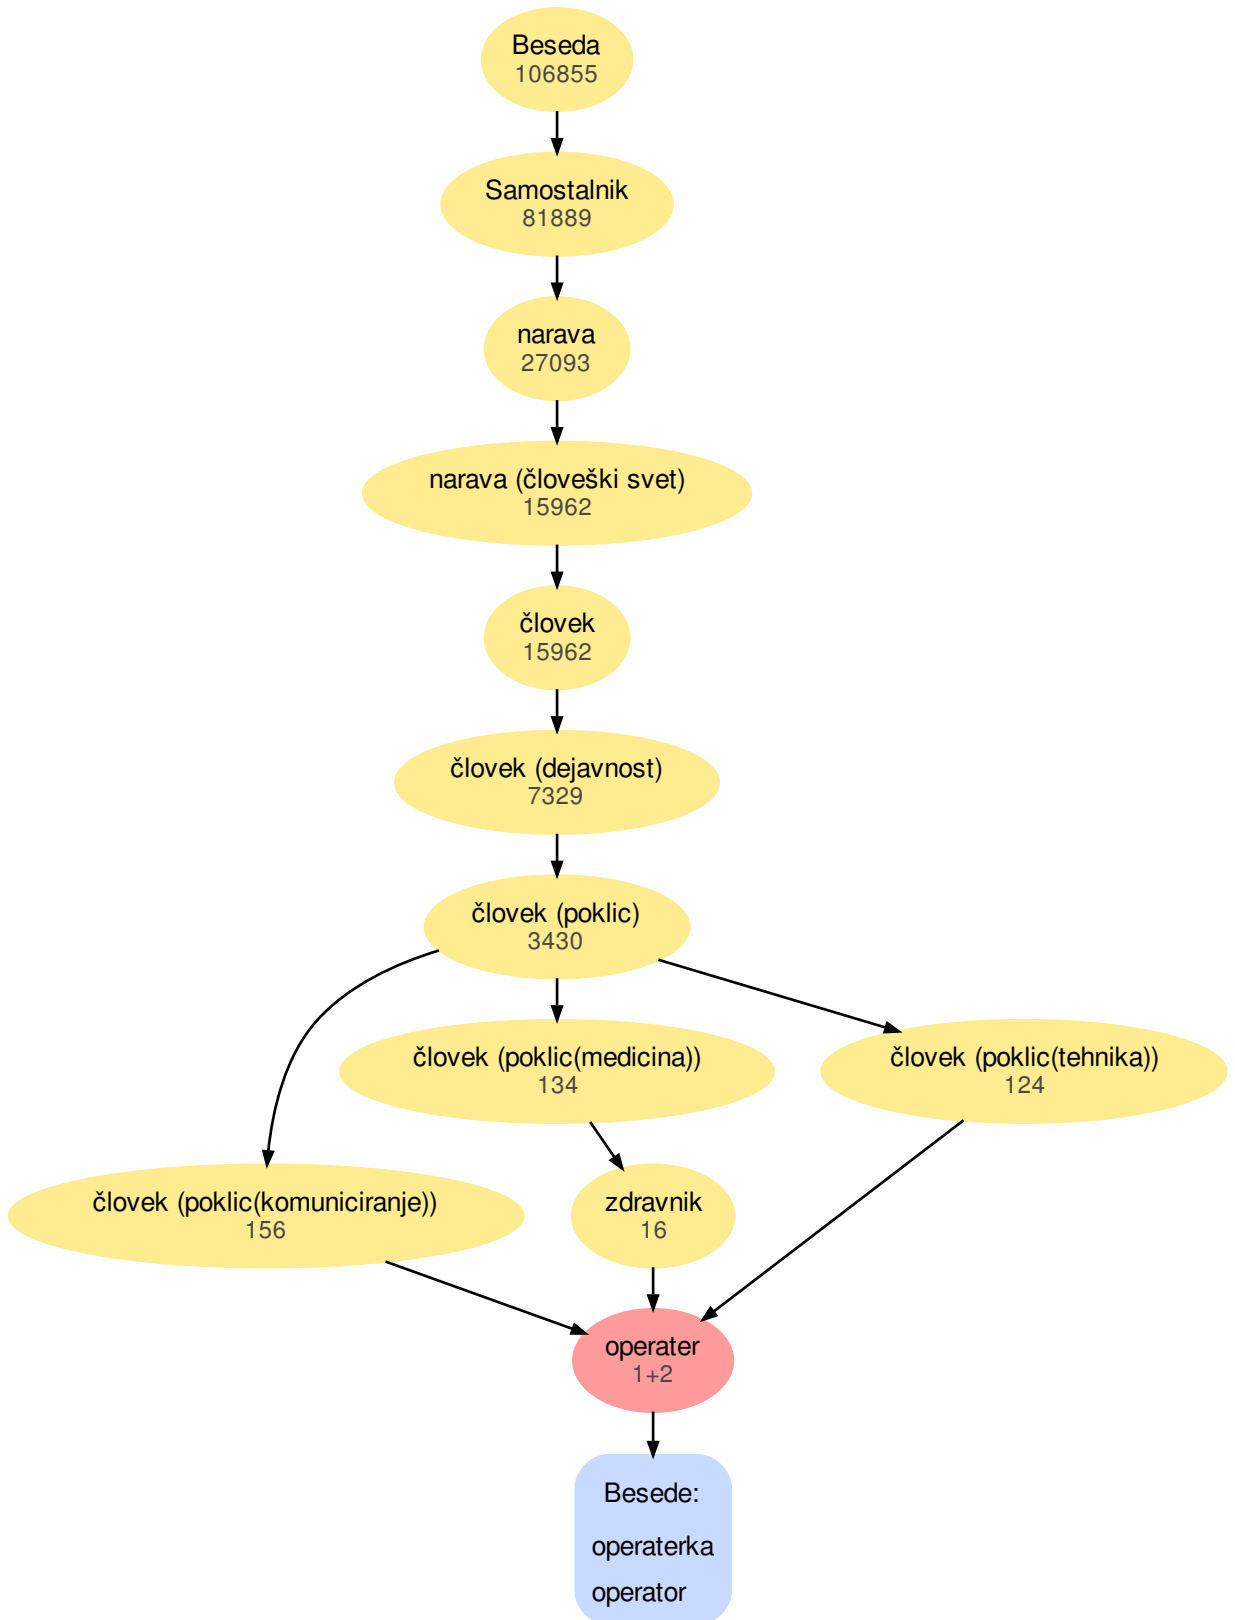 Beseda
106855
Samostalnik
81889
narava
27093
narava (človeški svet)
15962
človek
15962
človek (dejavnost)
7329
človek (poklic)
3430
človek (poklic(medicina))
134
človek (poklic(tehnika))
124
človek (poklic(komuniciranje))
156
zdravnik
16
operater
1+2
Besede:
operaterka
operator